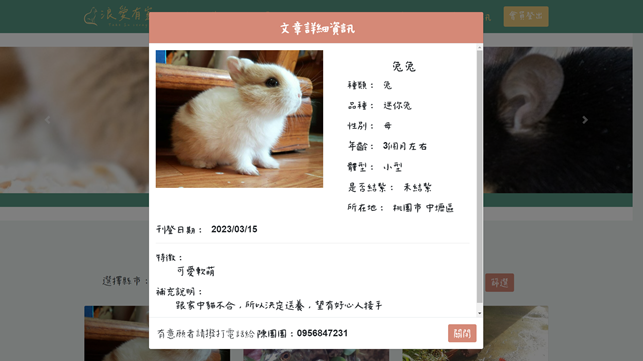 文章詳細資訊
兔兔
種類： 兔
品種： 迷你兔
性別： 母
年齡： 3個月左右
體型： 小型
是否結紮： 未結紮
所在地： 桃園市 中壢區
刊登日期： 2023/03/15
特徵：
可愛軟萌
補充說明：
跟家中貓不合，所以決定送養，望有好心人接手
有意願者請撥打電話給陳圈圈：0956847231
關閉
選擇縣市：
篩選
會員登出